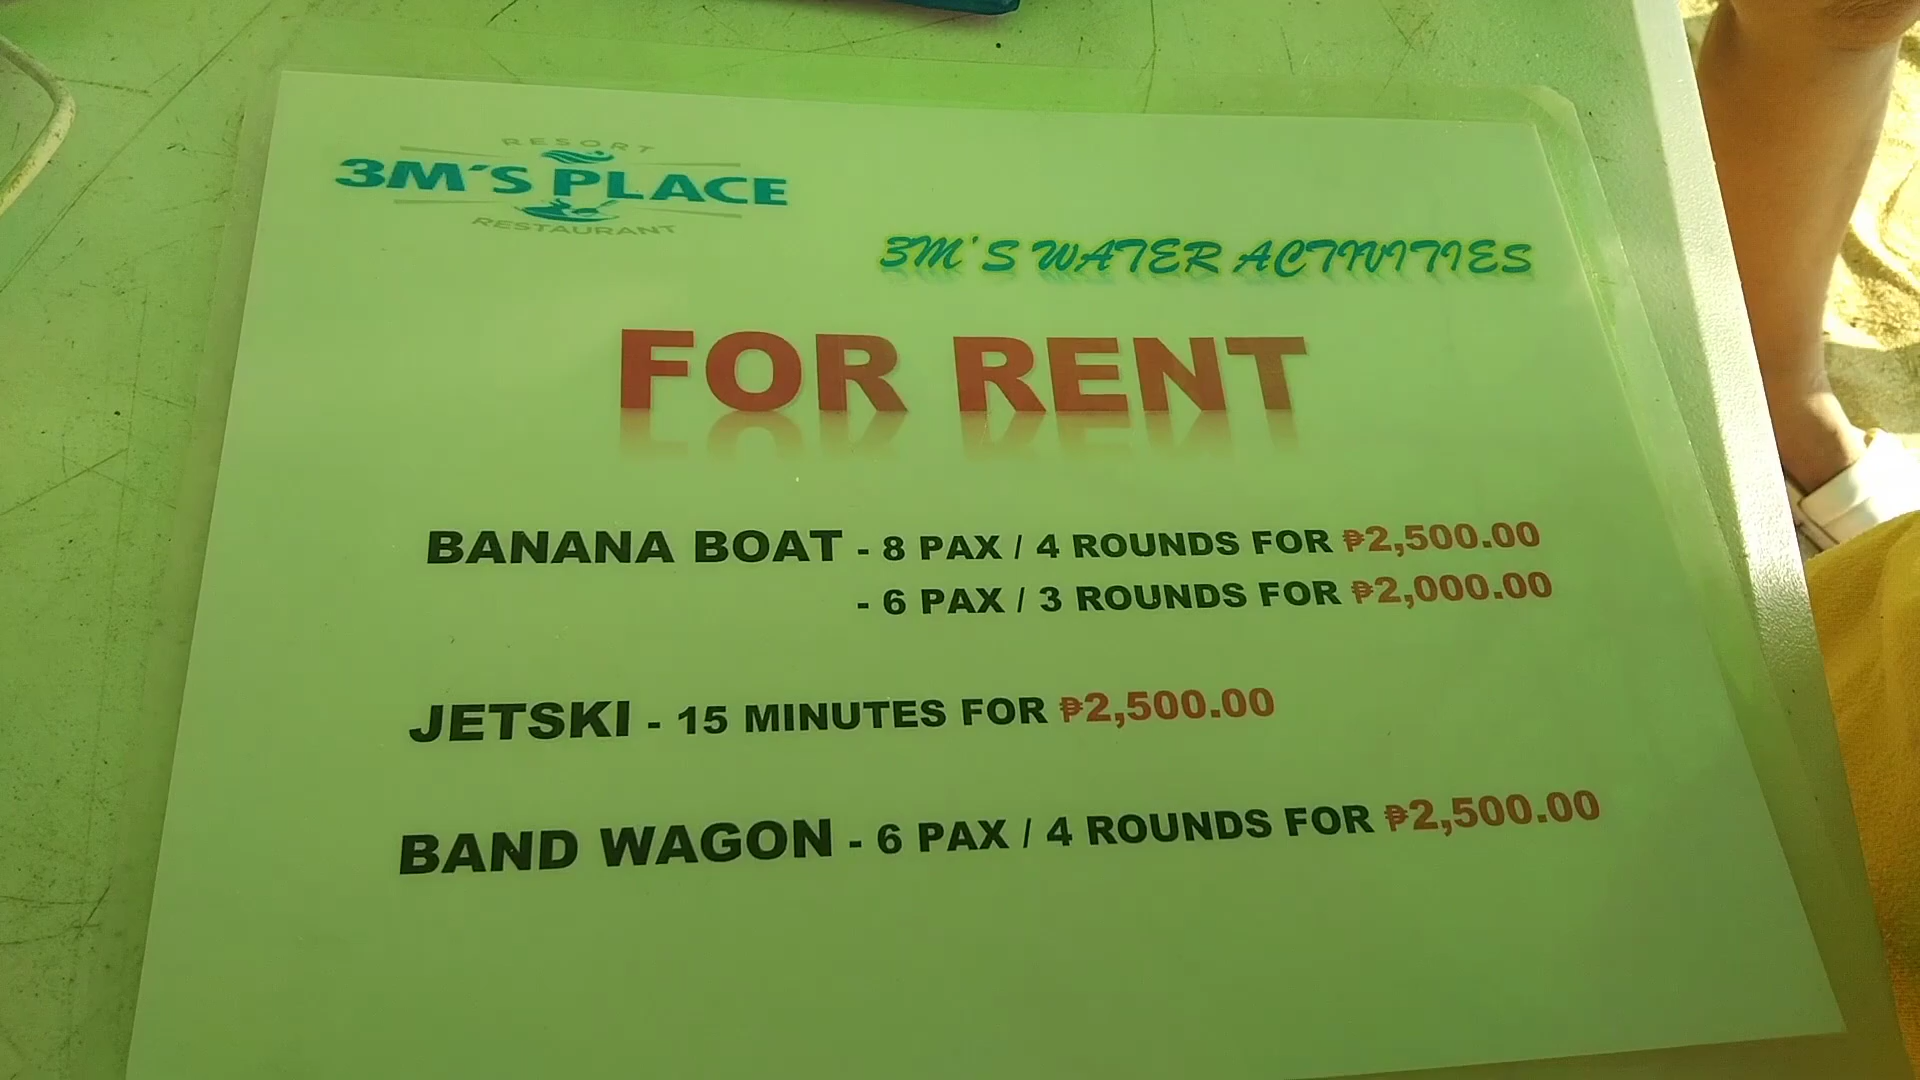 RESORT
3M'S PLACE
RESTAURANT
3M'S WATER ACTIVITIES
FOR RENT
BANANA BOAT - 8 PAX / 4 ROUNDS FOR ₱2,500.00
- 6 PAX / 3 ROUNDS FOR ₱2,000.00
JETSKI - 15 MINUTES FOR ₱2,500.00
BAND WAGON - 6 PAX / 4 ROUNDS FOR ₱2,500.00